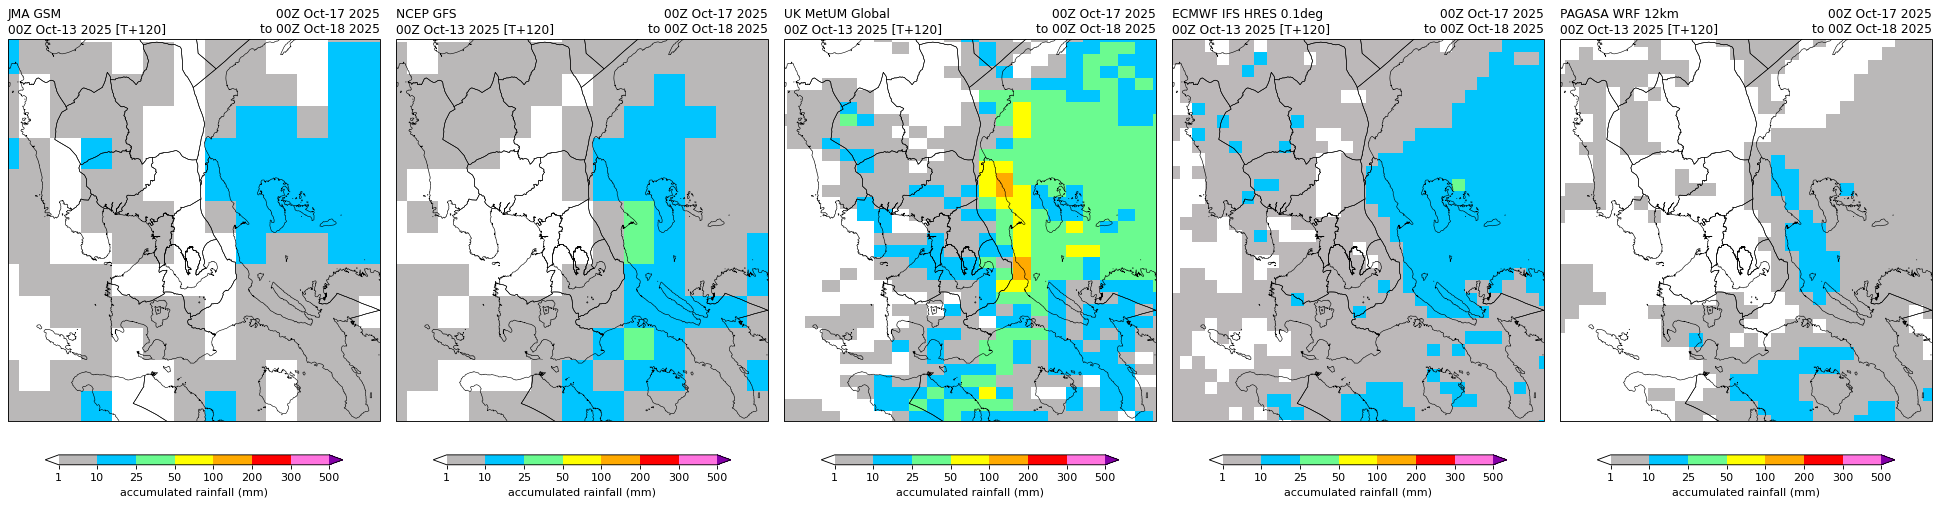 JMA GSM 00Z Oct-17 2025
00Z Oct-13 2025 [T+120] to 00Z Oct-18 2025
1 10 25 50 100 200 300 500
accumulated rainfall (mm)
NCEP GFS 00Z Oct-17 2025
00Z Oct-13 2025 [T+120] to 00Z Oct-18 2025
1 10 25 50 100 200 300 500
accumulated rainfall (mm)
UK MetUM Global 00Z Oct-17 2025
00Z Oct-13 2025 [T+120] to 00Z Oct-18 2025
1 10 25 50 100 200 300 500
accumulated rainfall (mm)
ECMWF IFS HRES 0.1deg 00Z Oct-17 2025
00Z Oct-13 2025 [T+120] to 00Z Oct-18 2025
1 10 25 50 100 200 300 500
accumulated rainfall (mm)
PAGASA WRF 12km 00Z Oct-17 2025
00Z Oct-13 2025 [T+120] to 00Z Oct-18 2025
1 10 25 50 100 200 300 500
accumulated rainfall (mm)